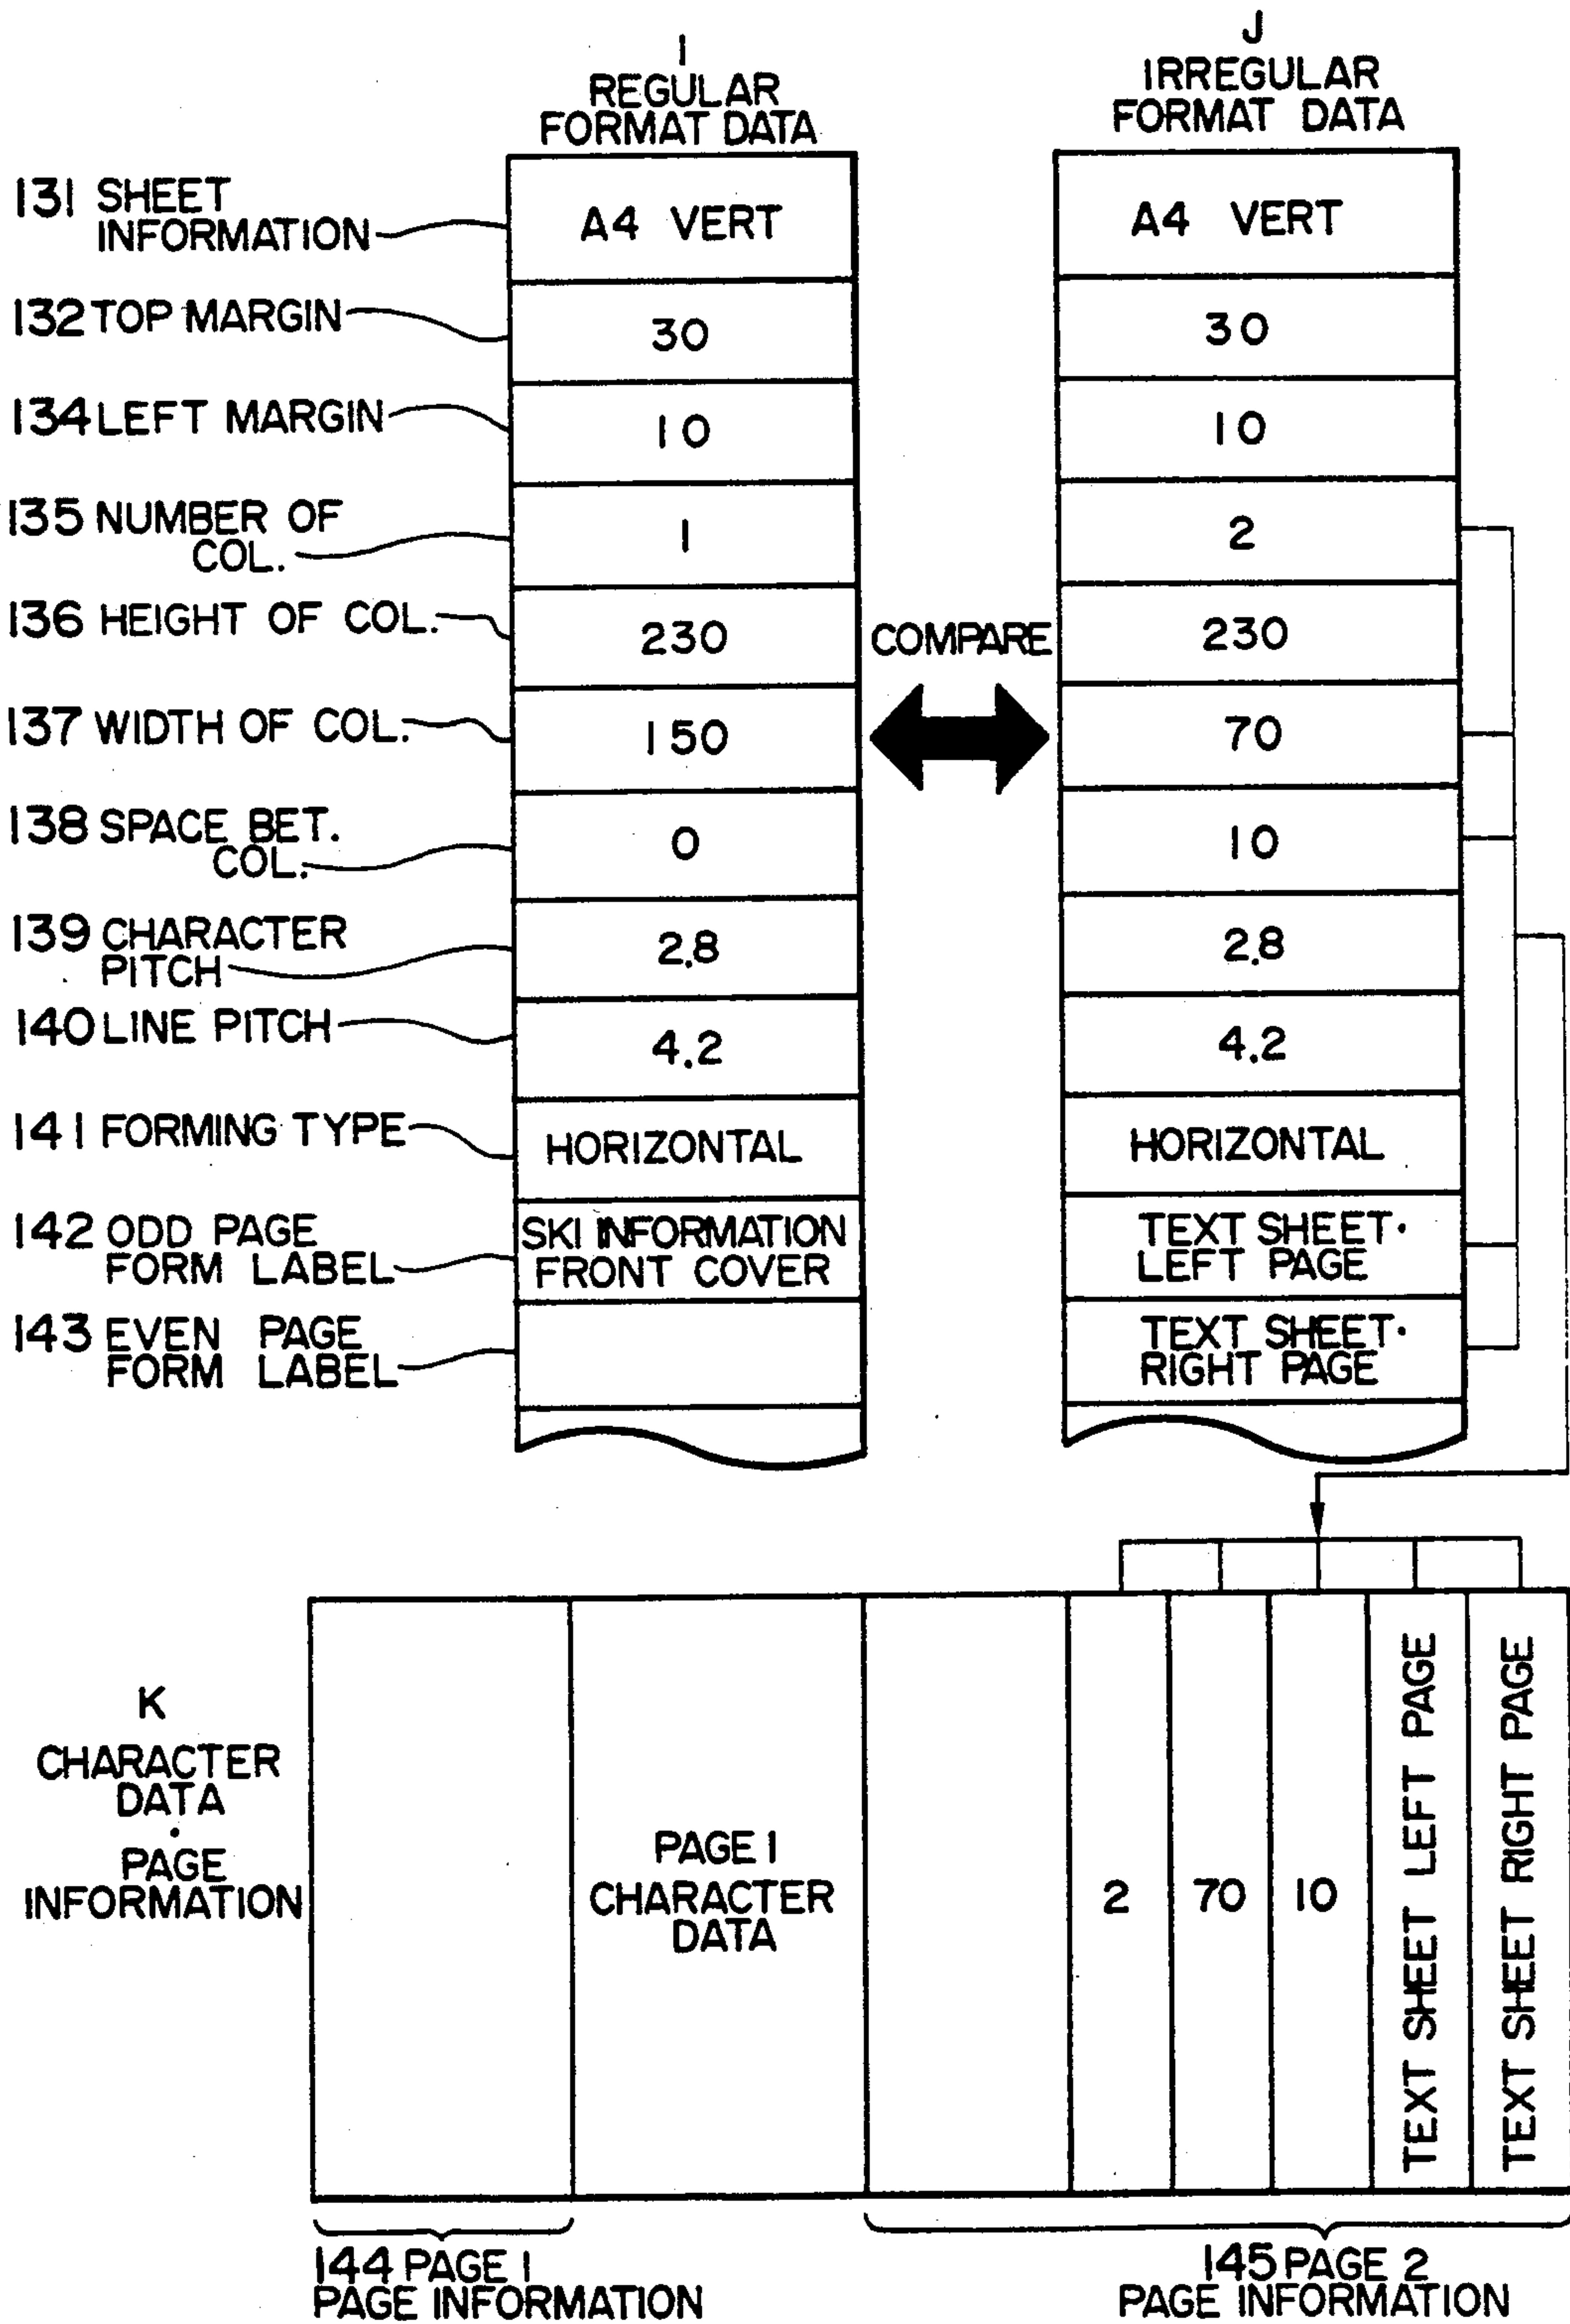 I
REGULAR
FORMAT DATA
J
IRREGULAR
FORMAT DATA
131 SHEET
INFORMATION
A4 VERT
A4 VERT
132 TOP MARGIN
30
30
134 LEFT MARGIN
10
10
135 NUMBER OF
COL.
1
2
136 HEIGHT OF COL.
230
COMPARE
230
137 WIDTH OF COL.
150
70
138 SPACE BET.
COL.
0
10
139 CHARACTER
PITCH
2.8
2.8
140 LINE PITCH
4.2
4.2
141 FORMING TYPE
HORIZONTAL
HORIZONTAL
142 ODD PAGE
FORM LABEL
SKI INFORMATION
FRONT COVER
TEXT SHEET·
LEFT PAGE
143 EVEN PAGE
FORM LABEL
TEXT SHEET·
RIGHT PAGE
K
CHARACTER
DATA
·
PAGE
INFORMATION
PAGE 1
CHARACTER
DATA
2
70
10
TEXT SHEET LEFT PAGE
TEXT SHEET RIGHT PAGE
144 PAGE 1
PAGE INFORMATION
145 PAGE 2
PAGE INFORMATION